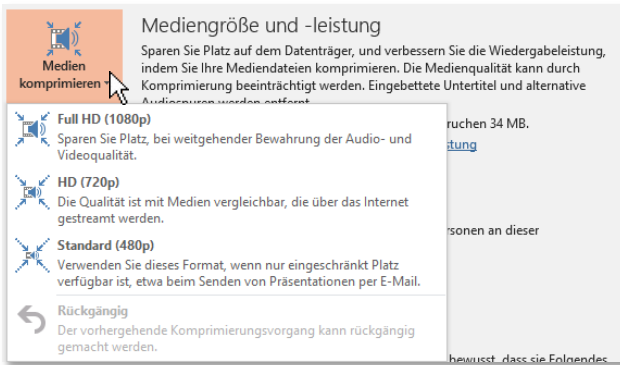 Mediengröße und -leistung
Medien
komprimieren
Sparen Sie Platz auf dem Datenträger, und verbessern Sie die Wiedergabeleistung,
indem Sie Ihre Mediendateien komprimieren. Die Medienqualität kann durch
Komprimierung beeinträchtigt werden. Eingebettete Untertitel und alternative
Audiospuren werden entfernt.
ruchen 34 MB.
stung
Full HD (1080p)
Sparen Sie Platz, bei weitgehender Bewahrung der Audio- und
Videoqualität.
HD (720p)
Die Qualität ist mit Medien vergleichbar, die über das Internet
gestreamt werden.
rsonen an dieser
Standard (480p)
Verwenden Sie dieses Format, wenn nur eingeschränkt Platz
verfügbar ist, etwa beim Senden von Präsentationen per E-Mail.
Rückgängig
Der vorhergehende Komprimierungsvorgang kann rückgängig
gemacht werden.
bewusst, dass sie Folgendes